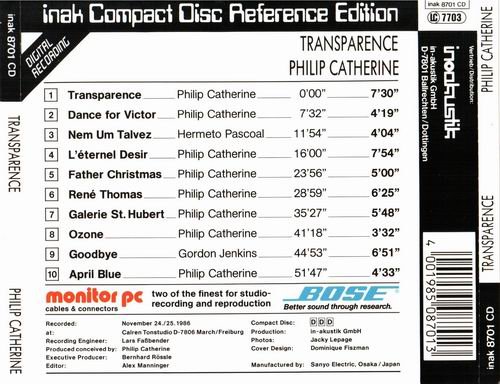 inak 8701 CD
TRANSPARENCE
PHILIP CATHERINE
inak Compact Disc Reference Edition
DIGITAL RECORDING
TRANSPARENCE
PHILIP CATHERINE
1 Transparence Philip Catherine 0'00" 7'30"
2 Dance for Victor Philip Catherine 7'32" 4'19"
3 Nem Um Talvez Hermeto Pascoal 11'54" 4'04"
4 L'éternel Desir Philip Catherine 16'00" 7'54"
5 Father Christmas Philip Catherine 23'56" 5'00"
6 René Thomas Philip Catherine 28'59" 6'25"
7 Galerie St. Hubert Philip Catherine 35'27" 5'48"
8 Ozone Philip Catherine 41'18" 3'32"
9 Goodbye Gordon Jenkins 44'53" 6'51"
10 April Blue Philip Catherine 51'47" 4'33"
monitor pc
cables & connectors
two of the finest for studio-
recording and reproduction
BOSE
Better sound through research.
Recorded: November 24./25.1986
at: Calren Tonstudio D-7806 March/Freiburg
Recording Engineer: Lars Faßbender
Produced conceived by: Philip Catherine
Executive Producer: Bernhard Rössle
Editor: Alex Manninger
Compact Disc: DDD
Produced by: in-akustik GmbH
Photos: Jacky Lepage
Cover Design: Dominique Fiszman
Manufactured by: Sanyo Electric, Osaka/Japan
inak 8701 CD
LC 7703
inakustik
Vertrieb/Distribution:
in-akustik GmbH
D-7801 Ballrechten/Dottingen
4 001985 087013
TRANSPARENCE
PHILIP CATHERINE
inak 8701 CD